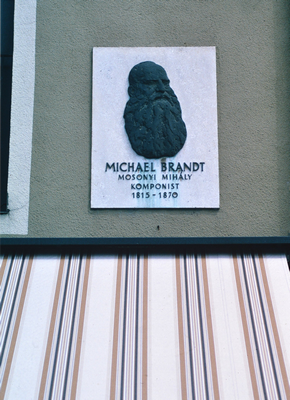 MICHAEL BRANDT
MOSONYI MIHÁLY
KOMPONIST
1815 - 1870